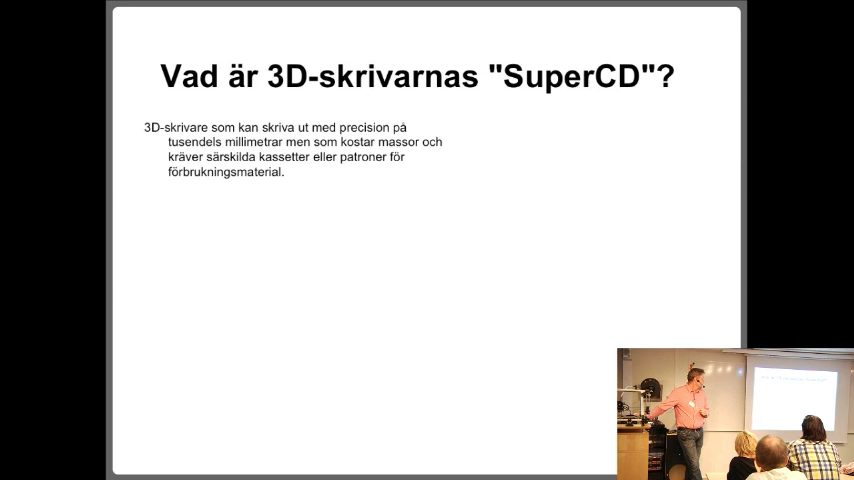 Vad är 3D-skrivarnas "SuperCD"?
3D-skrivare som kan skriva ut med precision på
tusendels millimetrar men som kostar massor och
kräver särskilda kassetter eller patroner för
förbrukningsmaterial.